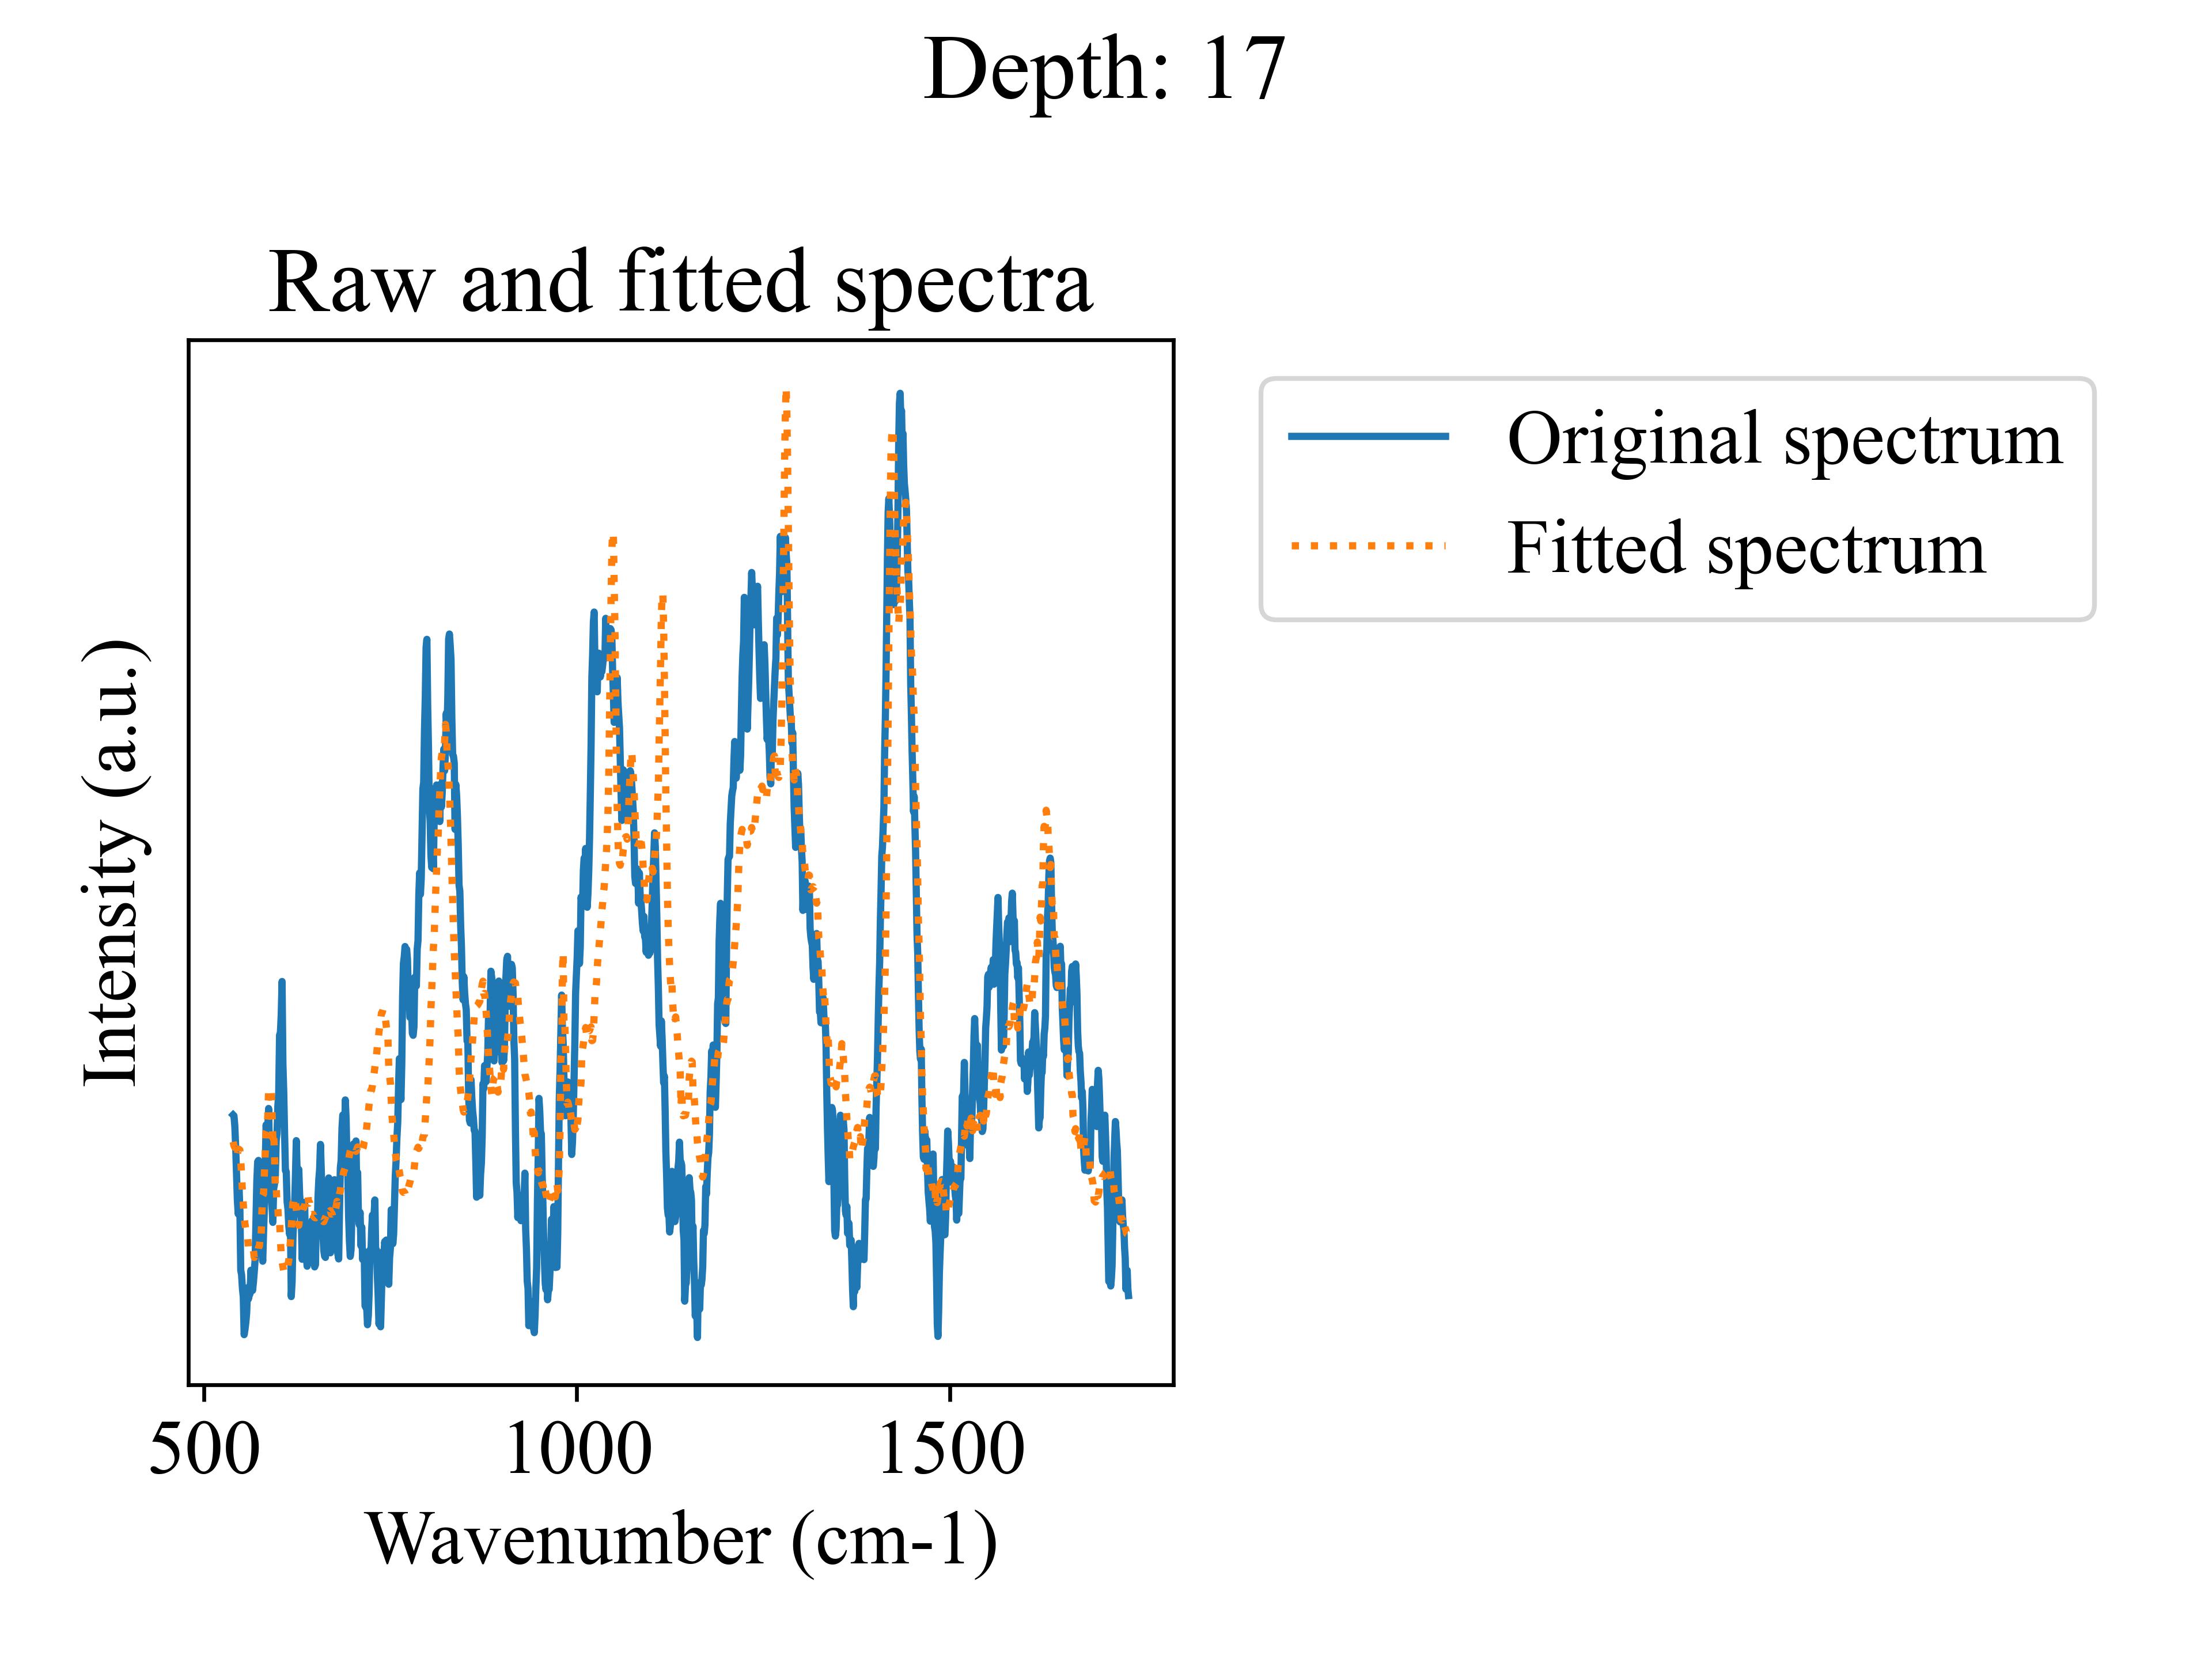 Depth: 17
Raw and fitted spectra
Original spectrum
Fitted spectrum
Intensity (a.u.)
500 1000 1500
Wavenumber (cm-1)